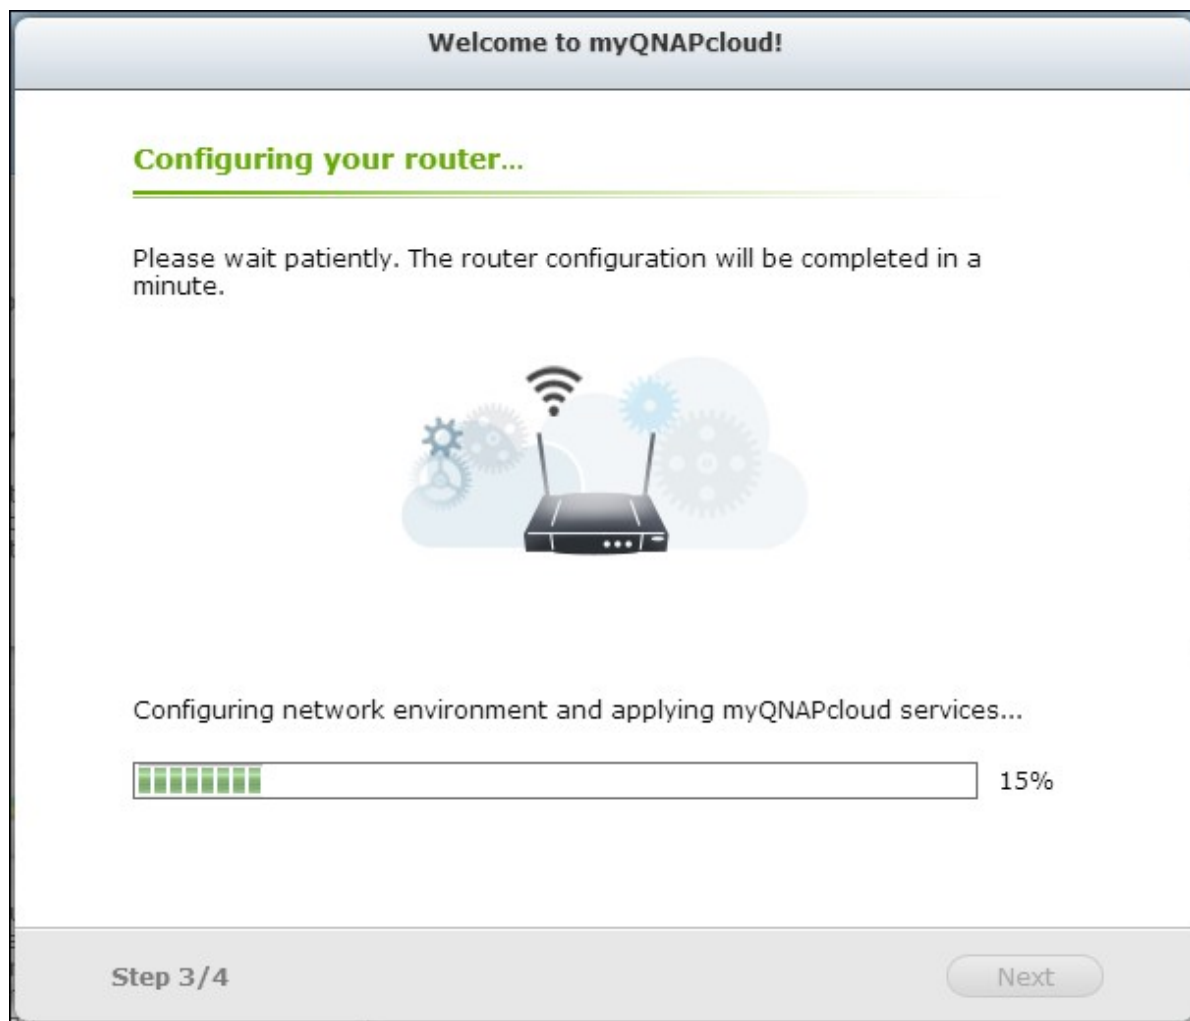 Welcome to myQNAPcloud!
Configuring your router...
Please wait patiently. The router configuration will be completed in a
minute.
Configuring network environment and applying myQNAPcloud services...
15%
Step 3/4
Next